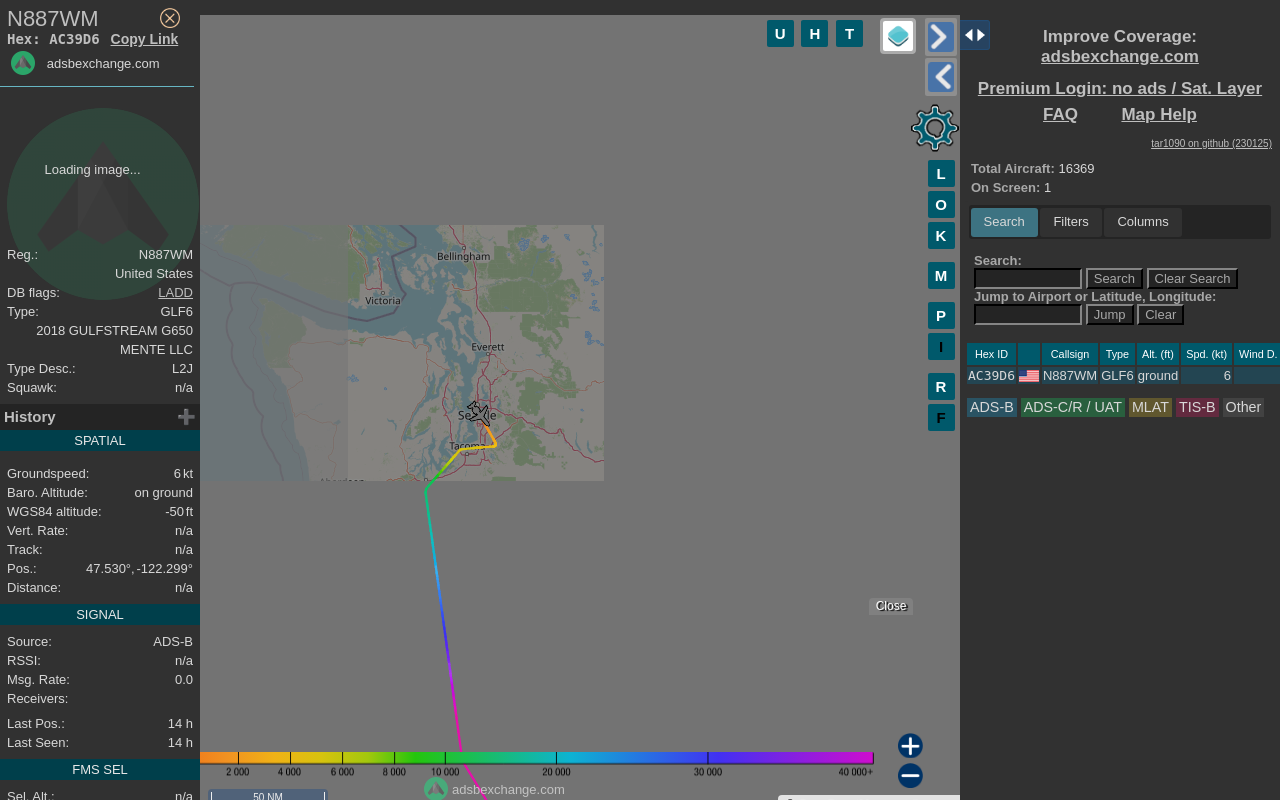 N887WM
Hex: AC39D6 Copy Link
adsbexchange.com
Loading image...
Reg.: N887WM
United States
DB flags: LADD
Type: GLF6
2018 GULFSTREAM G650
MENTE LLC
Type Desc.: L2J
Squawk: n/a
History
SPATIAL
Groundspeed: 6 kt
Baro. Altitude: on ground
WGS84 altitude: -50 ft
Vert. Rate: n/a
Track: n/a
Pos.: 47.530°, -122.299°
Distance: n/a
SIGNAL
Source: ADS-B
RSSI: n/a
Msg. Rate: 0.0
Receivers:
Last Pos.: 14 h
Last Seen: 14 h
FMS SEL
Sel. Alt.: n/a
U H T
L
O
K
M
P
I
R
F
Bellingham
Victoria
Everett
Close
2 000 4 000 6 000 8 000 10 000 20 000 30 000 40 000+
adsbexchange.com
50 NM
Improve Coverage:
adsbexchange.com
Premium Login: no ads / Sat. Layer
FAQ Map Help
tar1090 on github (230125)
Total Aircraft: 16369
On Screen: 1
Search Filters Columns
Search:
Search Clear Search
Jump to Airport or Latitude, Longitude:
Jump Clear
Hex ID Callsign Type Alt. (ft) Spd. (kt) Wind D.
AC39D6 N887WM GLF6 ground 6
ADS-B ADS-C/R / UAT MLAT TIS-B Other